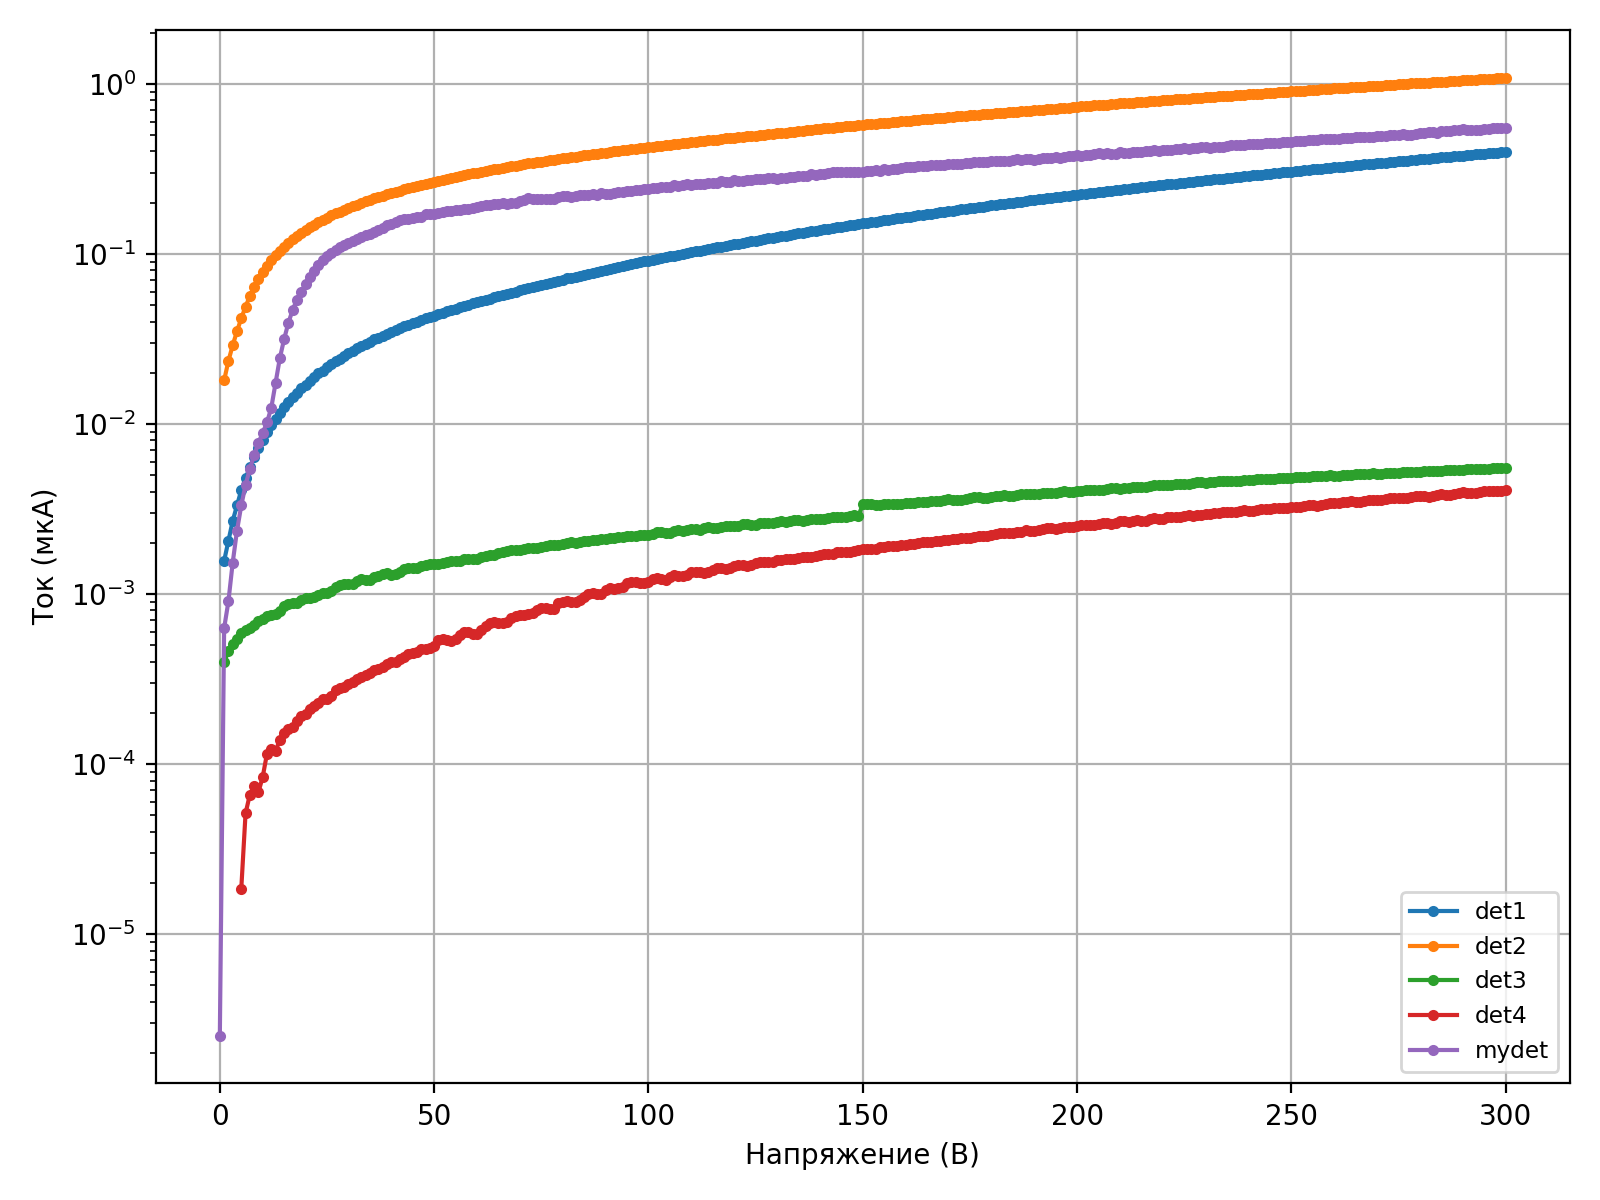 Ток (мкА)
10⁰
10⁻¹
10⁻²
10⁻³
10⁻⁴
10⁻⁵
0 50 100 150 200 250 300
Напряжение (В)
det1
det2
det3
det4
mydet